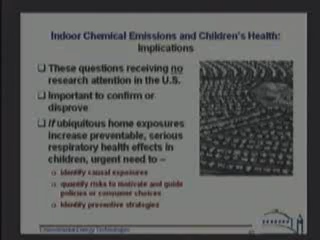 Indoor Chemical Emissions and Children's Health:
Implications
These questions receiving no
research attention in the U.S.
Important to confirm or
disprove
If ubiquitous home exposures
increase preventable, serious
respiratory health effects in
children, urgent need to –
identify causal exposures
quantify risks to motivate and guide
policies or consumer choices
identify preventive strategies
Environmental Energy Technologies